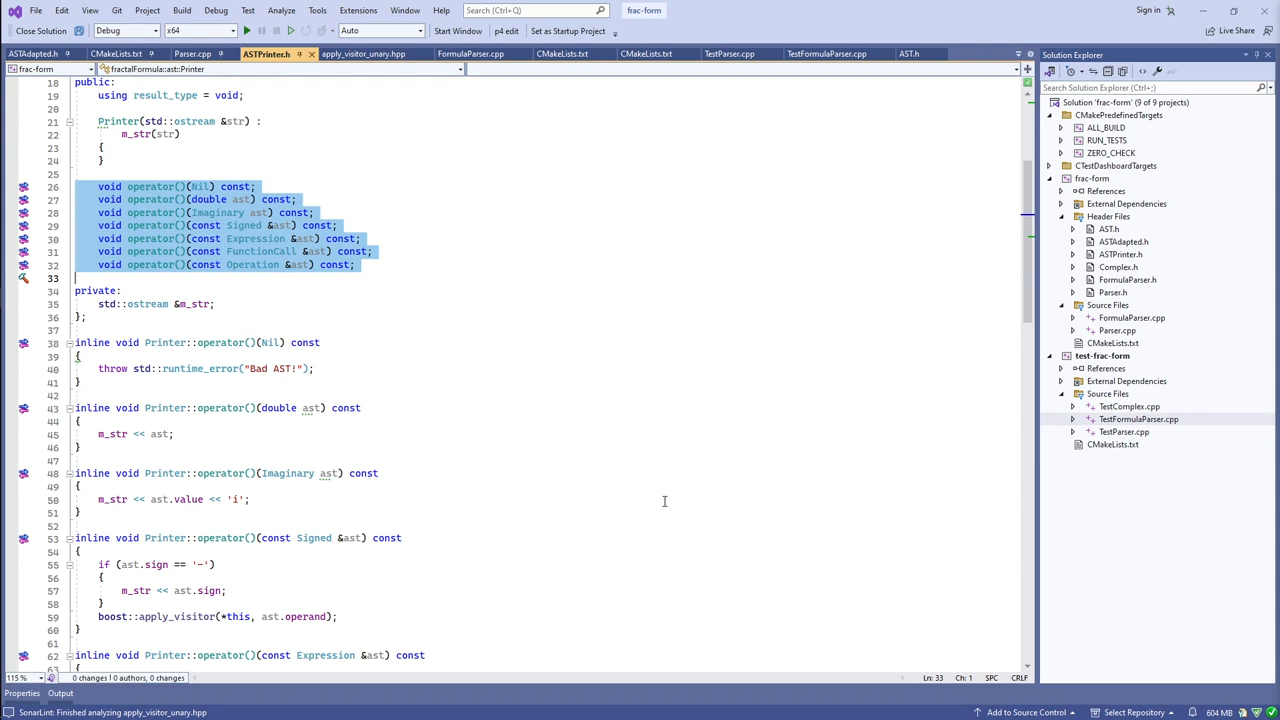 File Edit View Git Project Build Debug Test Analyze Tools Extensions Window Help Search (Ctrl+;) frac-form Sign in
Close Solution Debug x64 Auto Start Window p4 edit Set as Startup Project Live Share
ASTAdapted.h CMakeLists.txt Parser.cpp ASTPrinter.h apply_visitor_unary.hpp FormulaParser.cpp CMakeLists.txt CMakeLists.txt TestParser.cpp TestFormulaParser.cpp AST.h
frac-form fractalFormula::ast::Printer
18 public:
19 using result_type = void;
20
21 Printer(std::ostream &str) :
22 m_str(str)
23 {
24 }
25
26 void operator()(Nil) const;
27 void operator()(double ast) const;
28 void operator()(Imaginary ast) const;
29 void operator()(const Signed &ast) const;
30 void operator()(const Expression &ast) const;
31 void operator()(const FunctionCall &ast) const;
32 void operator()(const Operation &ast) const;
33
34 private:
35 std::ostream &m_str;
36 };
37
38 inline void Printer::operator()(Nil) const
39 {
40 throw std::runtime_error("Bad AST!");
41 }
42
43 inline void Printer::operator()(double ast) const
44 {
45 m_str << ast;
46 }
47
48 inline void Printer::operator()(Imaginary ast) const
49 {
50 m_str << ast.value << 'i';
51 }
52
53 inline void Printer::operator()(const Signed &ast) const
54 {
55 if (ast.sign == '-')
56 {
57 m_str << ast.sign;
58 }
59 boost::apply_visitor(*this, ast.operand);
60 }
61
62 inline void Printer::operator()(const Expression &ast) const
63 {
115 % 0 changes | 0 authors, 0 changes Ln: 33 Ch: 1 SPC CRLF
Properties Output
SonarLint: Finished analyzing apply_visitor_unary.hpp Add to Source Control Select Repository 604 MB
Solution Explorer
Search Solution Explorer (Ctrl+;)
Solution 'frac-form' (9 of 9 projects)
CMakePredefinedTargets
ALL_BUILD
RUN_TESTS
ZERO_CHECK
CTestDashboardTargets
frac-form
References
External Dependencies
Header Files
AST.h
ASTAdapted.h
ASTPrinter.h
Complex.h
FormulaParser.h
Parser.h
Source Files
FormulaParser.cpp
Parser.cpp
CMakeLists.txt
test-frac-form
References
External Dependencies
Source Files
TestComplex.cpp
TestFormulaParser.cpp
TestParser.cpp
CMakeLists.txt